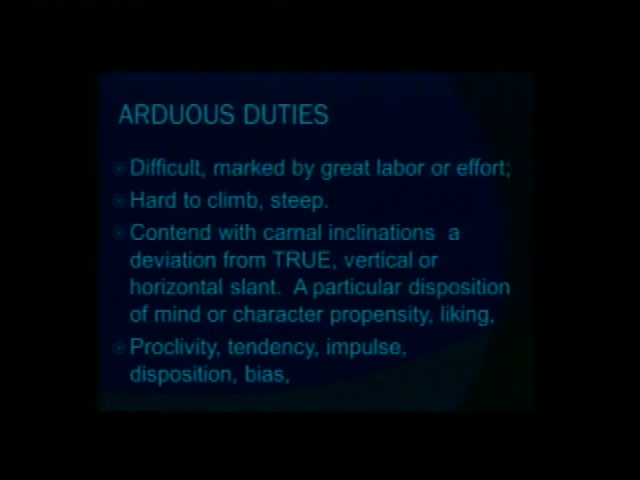 ARDUOUS DUTIES
Difficult, marked by great labor or effort;
Hard to climb, steep.
Contend with carnal inclinations a
deviation from TRUE, vertical or
horizontal slant. A particular disposition
of mind or character propensity, liking,
Proclivity, tendency, impulse,
disposition, bias,